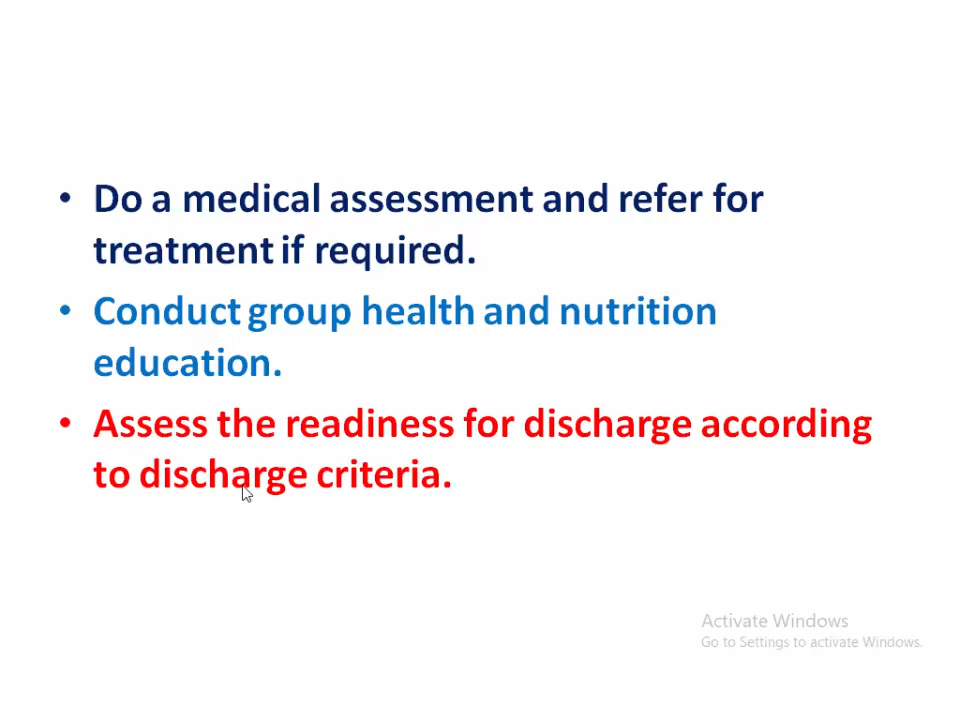 • Do a medical assessment and refer for
treatment if required.
• Conduct group health and nutrition
education.
• Assess the readiness for discharge according
to discharge criteria.
Activate Windows
Go to Settings to activate Windows.